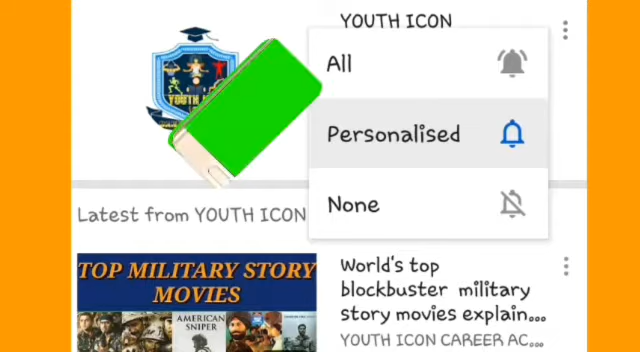 YOUTH ICON
All
Personalised
None
Latest from YOUTH ICON
TOP MILITARY STORY
MOVIES
AMERICAN
SNIPER
World's top
blockbuster military
story movies explain...
YOUTH ICON CAREER AC...